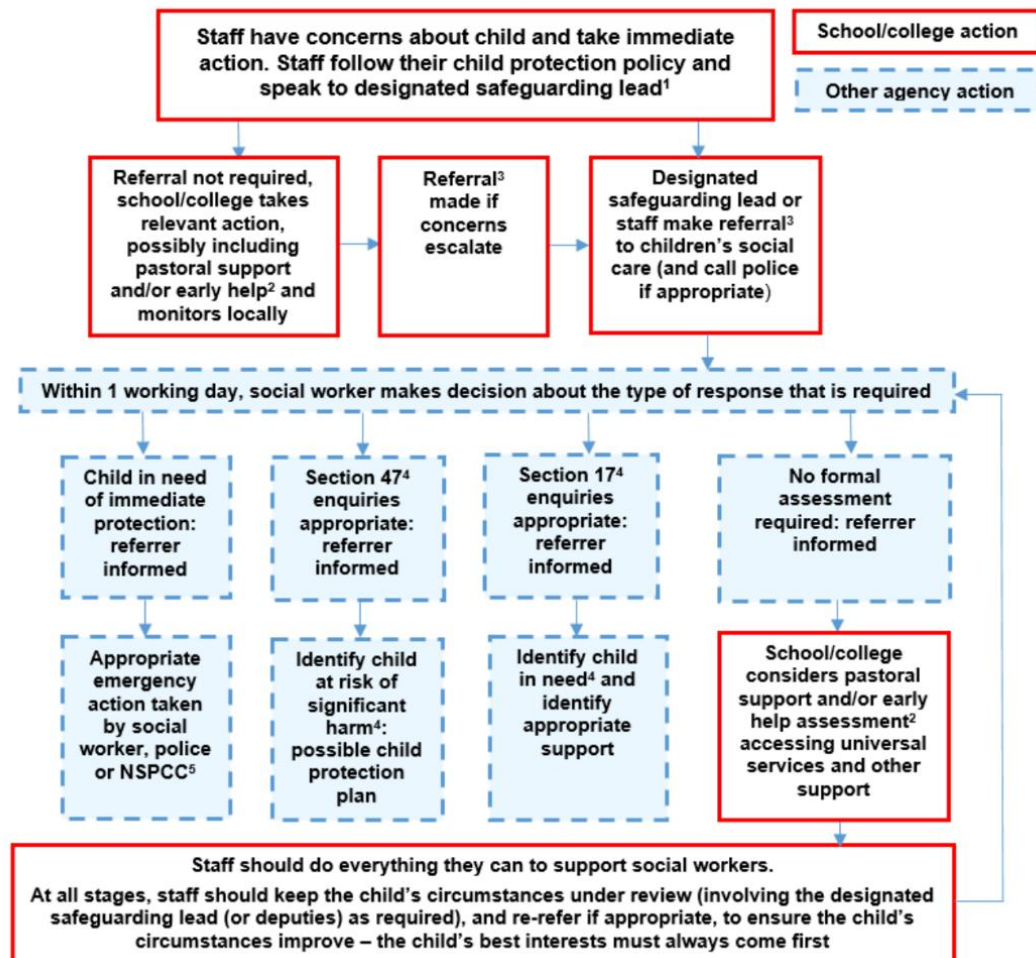 Staff have concerns about child and take immediate
action. Staff follow their child protection policy and
speak to designated safeguarding lead¹
School/college action
Other agency action
Referral not required,
school/college takes
relevant action,
possibly including
pastoral support
and/or early help² and
monitors locally
Referral³
made if
concerns
escalate
Designated
safeguarding lead or
staff make referral³
to children’s social
care (and call police
if appropriate)
Within 1 working day, social worker makes decision about the type of response that is required
Child in need
of immediate
protection:
referrer
informed
Section 47⁴
enquiries
appropriate:
referrer
informed
Section 17⁴
enquiries
appropriate:
referrer
informed
No formal
assessment
required: referrer
informed
Appropriate
emergency
action taken
by social
worker, police
or NSPCC⁵
Identify child
at risk of
significant
harm⁴:
possible child
protection
plan
Identify child
in need⁴ and
identify
appropriate
support
School/college
considers pastoral
support and/or early
help assessment²
accessing universal
services and other
support
Staff should do everything they can to support social workers.
At all stages, staff should keep the child’s circumstances under review (involving the designated
safeguarding lead (or deputies) as required), and re-refer if appropriate, to ensure the child’s
circumstances improve – the child’s best interests must always come first